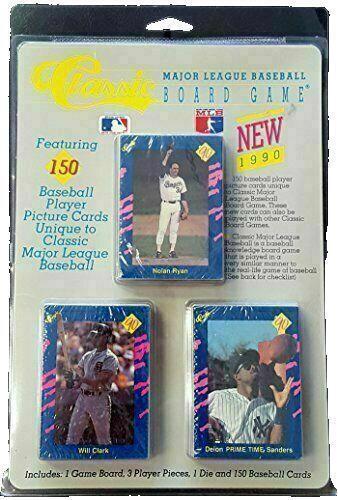 Classic
MAJOR LEAGUE BASEBALL
BOARD GAME®
MLB
Featuring
150
Baseball
Player
Picture Cards
Unique to
Classic
Major League
Baseball
NEW
1990
150 baseball player
picture cards unique
to Classic Major
League Baseball
Board Game. These
new cards can also be
played with other Classic
Board Games.
Classic Major League
Baseball is a baseball
knowledge board game
that is played in a
very similar manner to
the real-life game of baseball
(See back for checklist)
90
Nolan Ryan
90
Will Clark
90
Deion PRIME TIME Sanders
Includes: 1 Game Board, 3 Player Pieces, 1 Die and 150 Baseball Cards